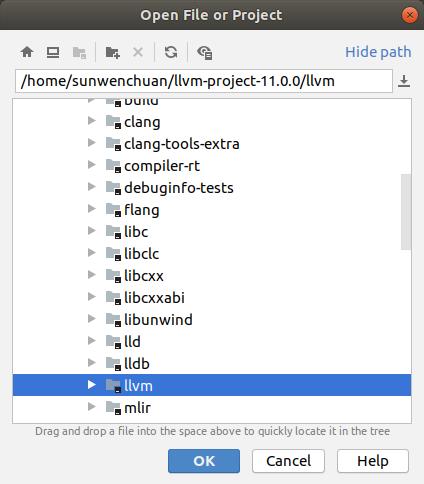 Open File or Project
Hide path
/home/sunwenchuan/llvm-project-11.0.0/llvm
build
clang
clang-tools-extra
compiler-rt
debuginfo-tests
flang
libc
libclc
libcxx
libcxxabi
libunwind
lld
lldb
llvm
mlir
Drag and drop a file into the space above to quickly locate it in the tree
OK
Cancel
Help